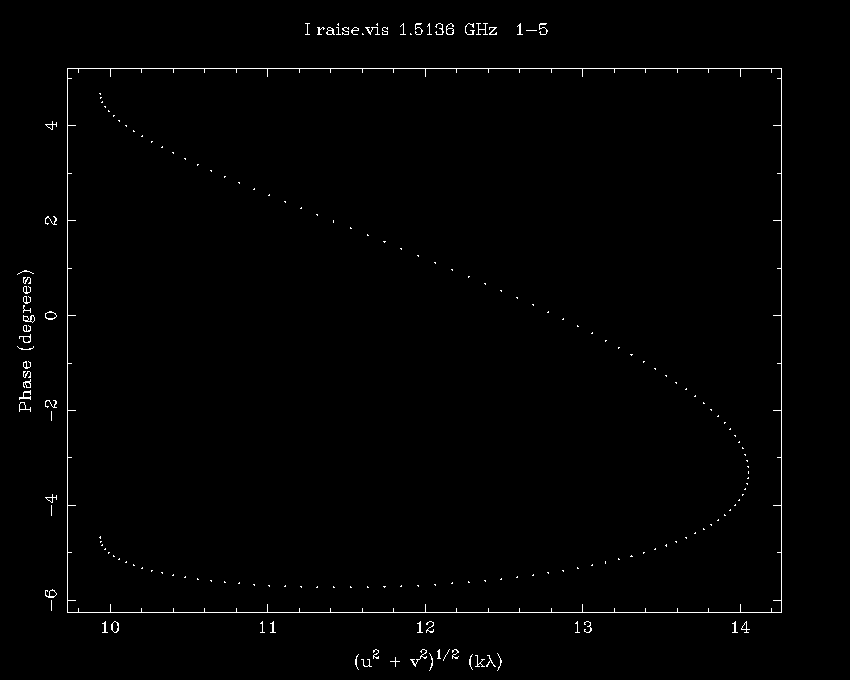 I raise.vis 1.5136 GHz 1−5
4
2
0
−2
−4
−6
Phase (degrees)
10 11 12 13 14
(u² + v²)^1/2 (kλ)